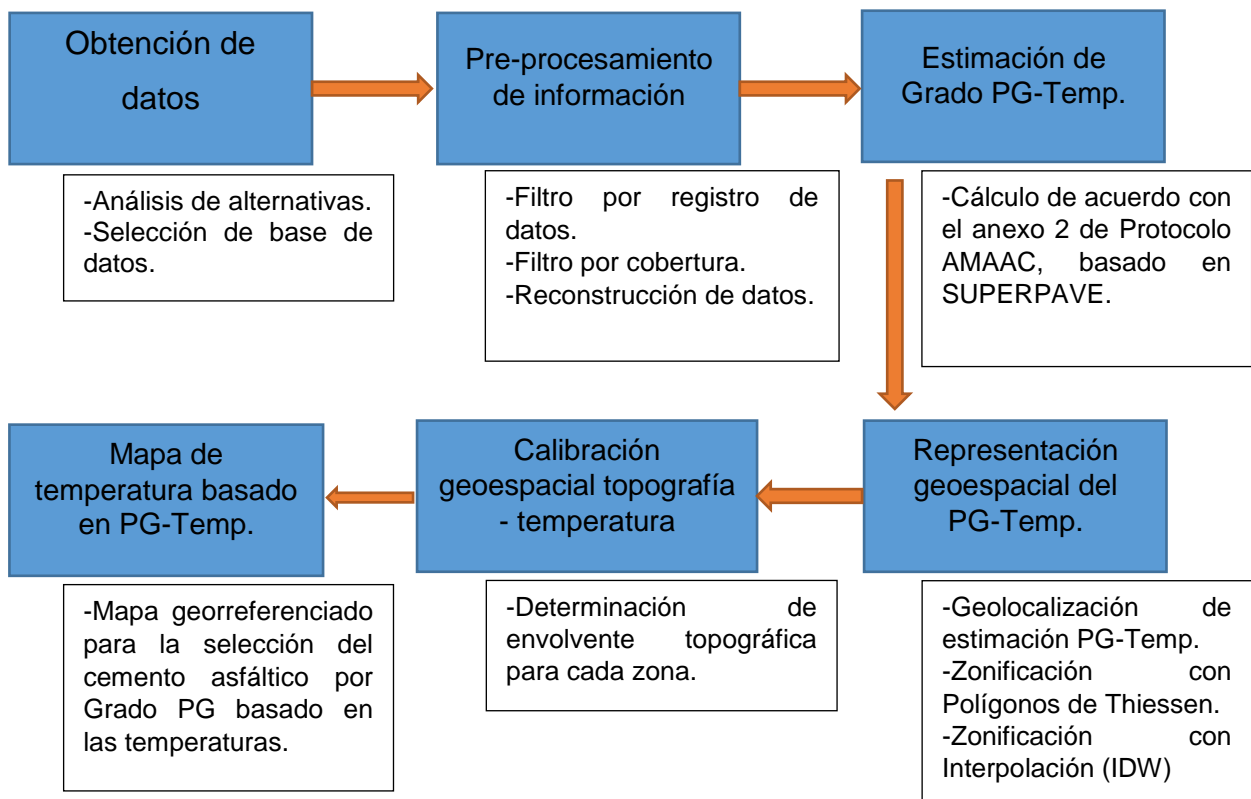 Obtención de
datos
-Análisis de alternativas.
-Selección de base de
datos.
Pre-procesamiento
de información
-Filtro por registro de
datos.
-Filtro por cobertura.
-Reconstrucción de datos.
Estimación de
Grado PG-Temp.
-Cálculo de acuerdo con
el anexo 2 de Protocolo
AMAAC, basado en
SUPERPAVE.
Representación
geoespacial del
PG-Temp.
-Geolocalización de
estimación PG-Temp.
-Zonificación con
Polígonos de Thiessen.
-Zonificación con
Interpolación (IDW)
Calibración
geoespacial topografía
- temperatura
-Determinación de
envolvente topográfica
para cada zona.
Mapa de
temperatura basado
en PG-Temp.
-Mapa georreferenciado
para la selección del
cemento asfáltico por
Grado PG basado en
las temperaturas.